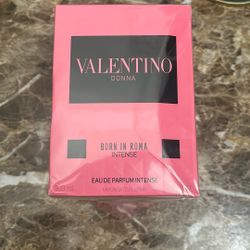 VALENTINO
DONNA
BORN IN ROMA
INTENSE
EAU DE PARFUM INTENSE